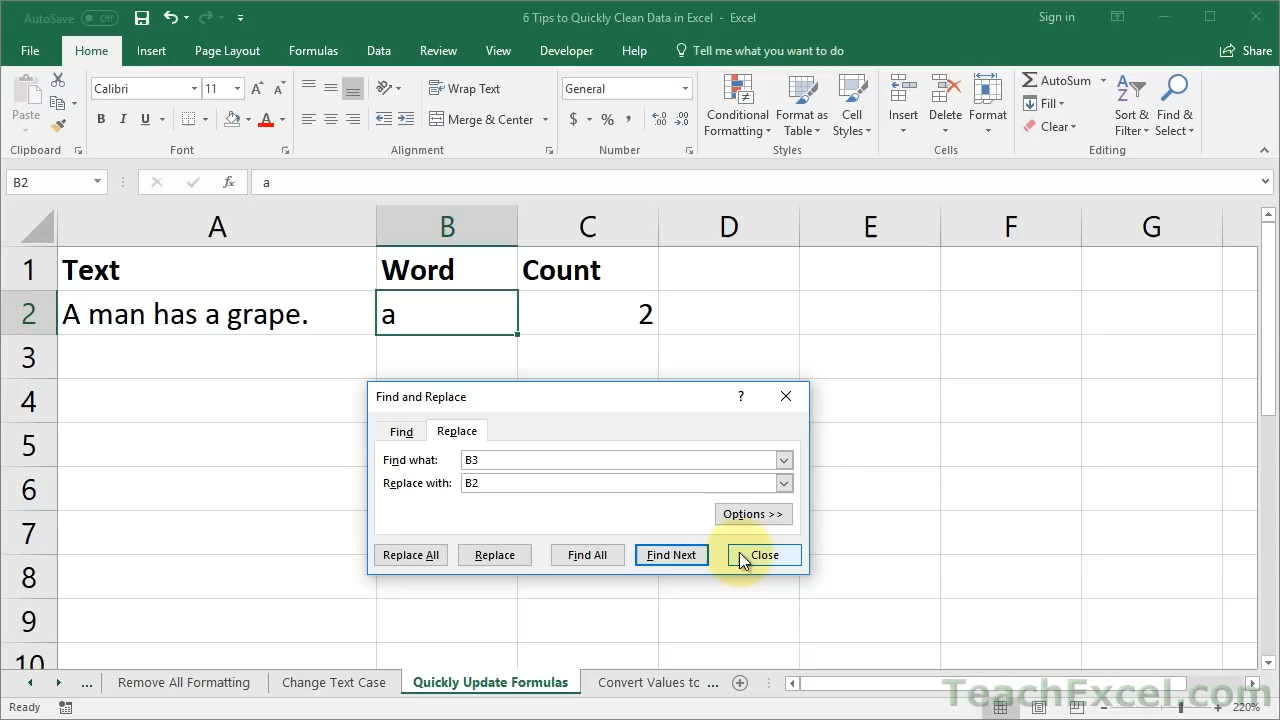 AutoSave Off 6 Tips to Quickly Clean Data in Excel - Excel Sign in
File Home Insert Page Layout Formulas Data Review View Developer Help Tell me what you want to do Share
Paste
Calibri 11
B I U
Wrap Text
Merge & Center
General
$ % ,
Conditional Formatting
Format as Table
Cell Styles
Insert Delete Format
AutoSum
Fill
Clear
Sort & Filter
Find & Select
Clipboard Font Alignment Number Styles Cells Editing
B2 fx a
A B C D E F G
1 Text Word Count
2 A man has a grape. a 2
3
4
5
6
7
8
9
10
Find and Replace ?
Find Replace
Find what: B3
Replace with: B2
Options >>
Replace All Replace Find All Find Next Close
... Remove All Formatting Change Text Case Quickly Update Formulas Convert Values to ...
Ready 220%
TeachExcel.com